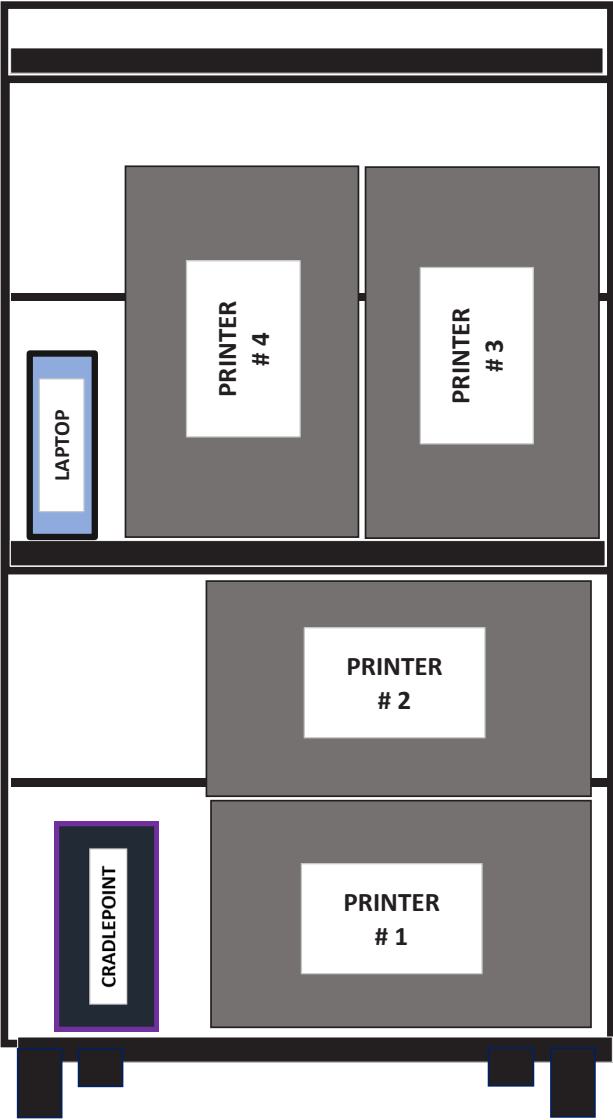 PRINTER
# 4
PRINTER
# 3
LAPTOP
PRINTER
# 2
CRADLEPOINT
PRINTER
# 1